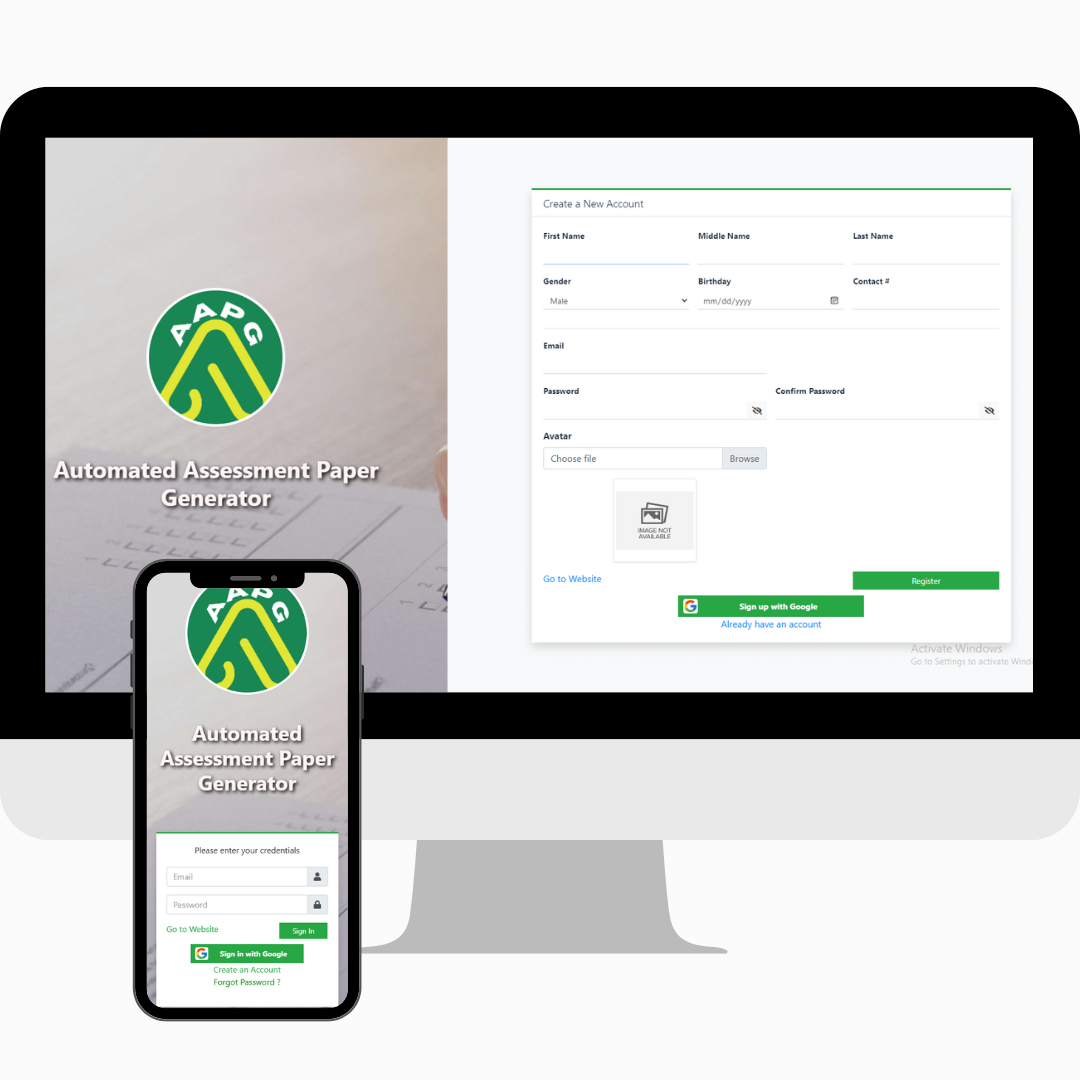 AAPG
Automated Assessment Paper
Generator
Create a New Account
First Name
Middle Name
Last Name
Gender
Birthday
Contact #
Male
mm/dd/yyyy
Email
Password
Confirm Password
Avatar
Choose file
Browse
IMAGE NOT
AVAILABLE
Go to Website
Register
G
Sign up with Google
Already have an account
Activate Windows
Go to Settings to activate Wind
AAPG
Automated
Assessment Paper
Generator
Please enter your credentials
Email
Password
Go to Website
Sign In
G
Sign in with Google
Create an Account
Forgot Password ?